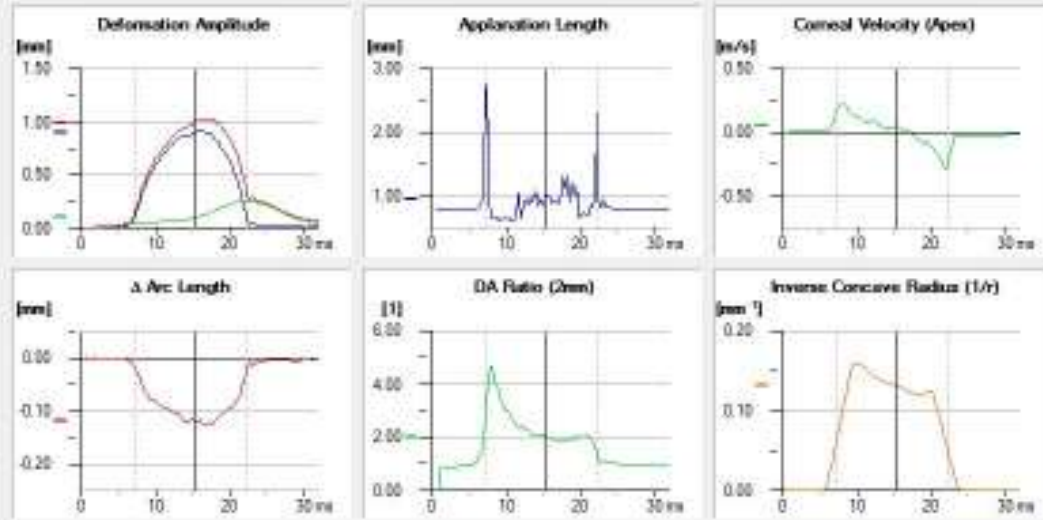 Deformation Amplitude
[mm]
1.50
1.00
0.50
0.00
0 10 20 30 ms
Applanation Length
[mm]
3.00
2.00
1.00
0 10 20 30 ms
Corneal Velocity (Apex)
[m/s]
0.50
0.00
-0.50
0 10 20 30 ms
Δ Arc Length
[mm]
0.00
-0.10
-0.20
0 10 20 30 ms
DA Ratio (2mm)
[1]
6.00
4.00
2.00
0.00
0 10 20 30 ms
Inverse Concave Radius (1/r)
[mm⁻¹]
0.20
0.10
0.00
0 10 20 30 ms